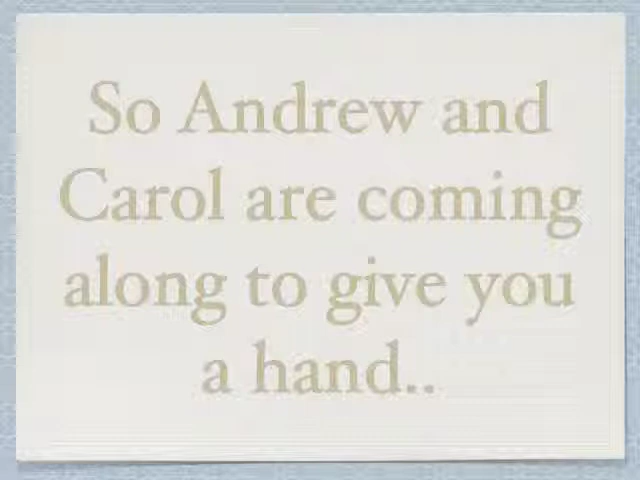 So Andrew and
Carol are coming
along to give you
a hand..